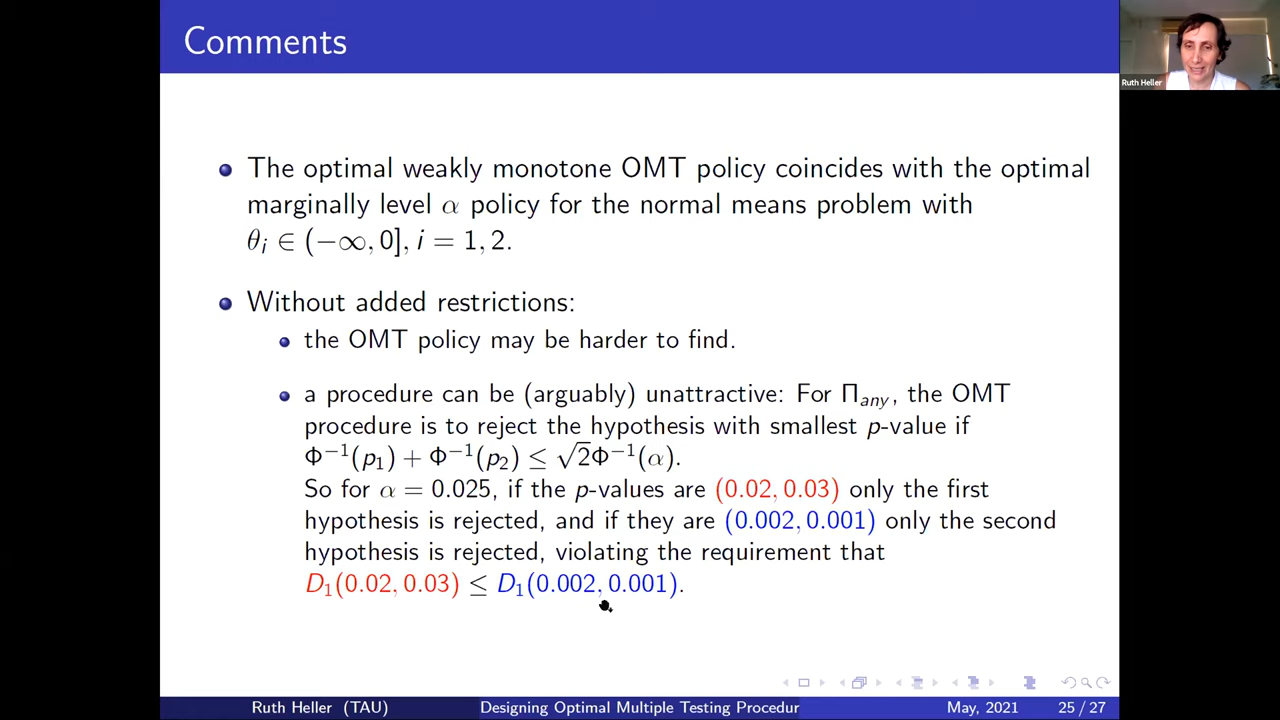 Comments
Ruth Heller
The optimal weakly monotone OMT policy coincides with the optimal
marginally level α policy for the normal means problem with
θᵢ ∈ (−∞, 0], i = 1, 2.
Without added restrictions:
the OMT policy may be harder to find.
a procedure can be (arguably) unattractive: For Π_any, the OMT
procedure is to reject the hypothesis with smallest p-value if
Φ⁻¹(p₁) + Φ⁻¹(p₂) ≤ √2Φ⁻¹(α).
So for α = 0.025, if the p-values are (0.02, 0.03) only the first
hypothesis is rejected, and if they are (0.002, 0.001) only the second
hypothesis is rejected, violating the requirement that
D₁(0.02, 0.03) ≤ D₁(0.002, 0.001).
Ruth Heller (TAU) Designing Optimal Multiple Testing Procedur May, 2021 25 / 27